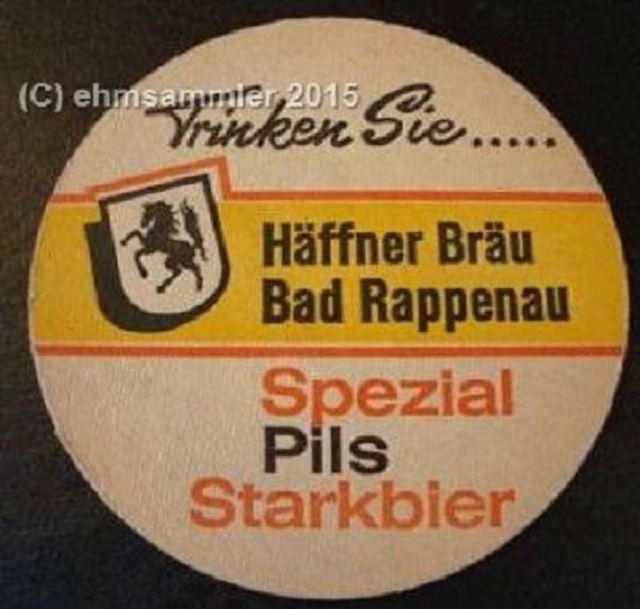 (C) ehmsammler 2015
Trinken Sie.....
Häffner Bräu
Bad Rappenau
Spezial
Pils
Starkbier